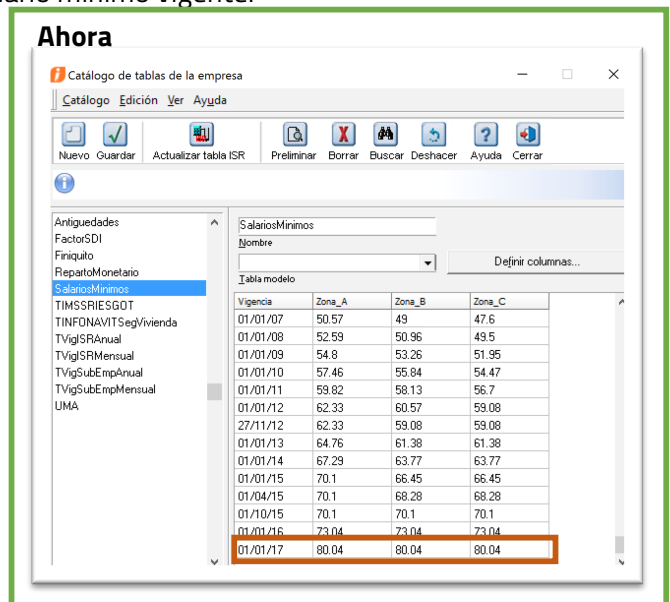 salario mínimo vigente.
Ahora
Catálogo de tablas de la empresa
Catálogo Edición Ver Ayuda
Nuevo Guardar Actualizar tabla ISR Preliminar Borrar Buscar Deshacer Ayuda Cerrar
Antiguedades
FactorSDI
Finiquito
RepartoMonetario
SalariosMinimos
TIMSSRIESGOT
TINFONAVITSegVivienda
TVigISRAnual
TVigISRMensual
TVigSubEmpAnual
TVigSubEmpMensual
UMA
SalariosMinimos
Nombre
Definir columnas...
Tabla modelo
Vigencia Zona_A Zona_B Zona_C
01/01/07 50.57 49 47.6
01/01/08 52.59 50.96 49.5
01/01/09 54.8 53.26 51.95
01/01/10 57.46 55.84 54.47
01/01/11 59.82 58.13 56.7
01/01/12 62.33 60.57 59.08
27/11/12 62.33 59.08 59.08
01/01/13 64.76 61.38 61.38
01/01/14 67.29 63.77 63.77
01/01/15 70.1 66.45 66.45
01/04/15 70.1 68.28 68.28
01/10/15 70.1 70.1 70.1
01/01/16 73.04 73.04 73.04
01/01/17 80.04 80.04 80.04